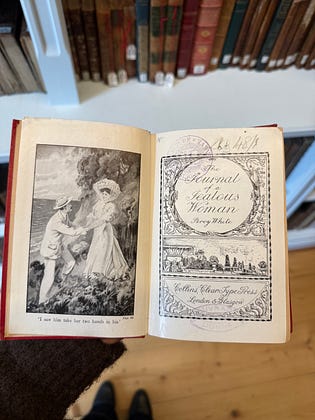 "I saw him take her two hands in his"
The
Journal
of a
Jealous
Woman
Percy White
Collins' Clear-Type Press
London & Glasgow